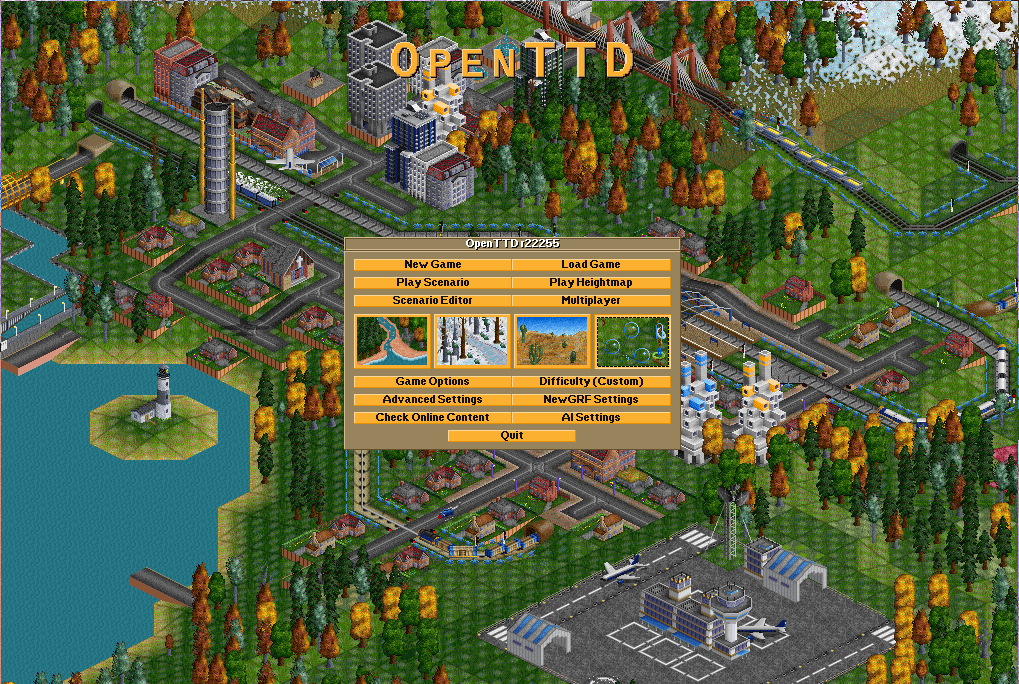 OpenTTD
OpenTTD r22255
New Game Load Game
Play Scenario Play Heightmap
Scenario Editor Multiplayer
Game Options Difficulty (Custom)
Advanced Settings NewGRF Settings
Check Online Content AI Settings
Quit